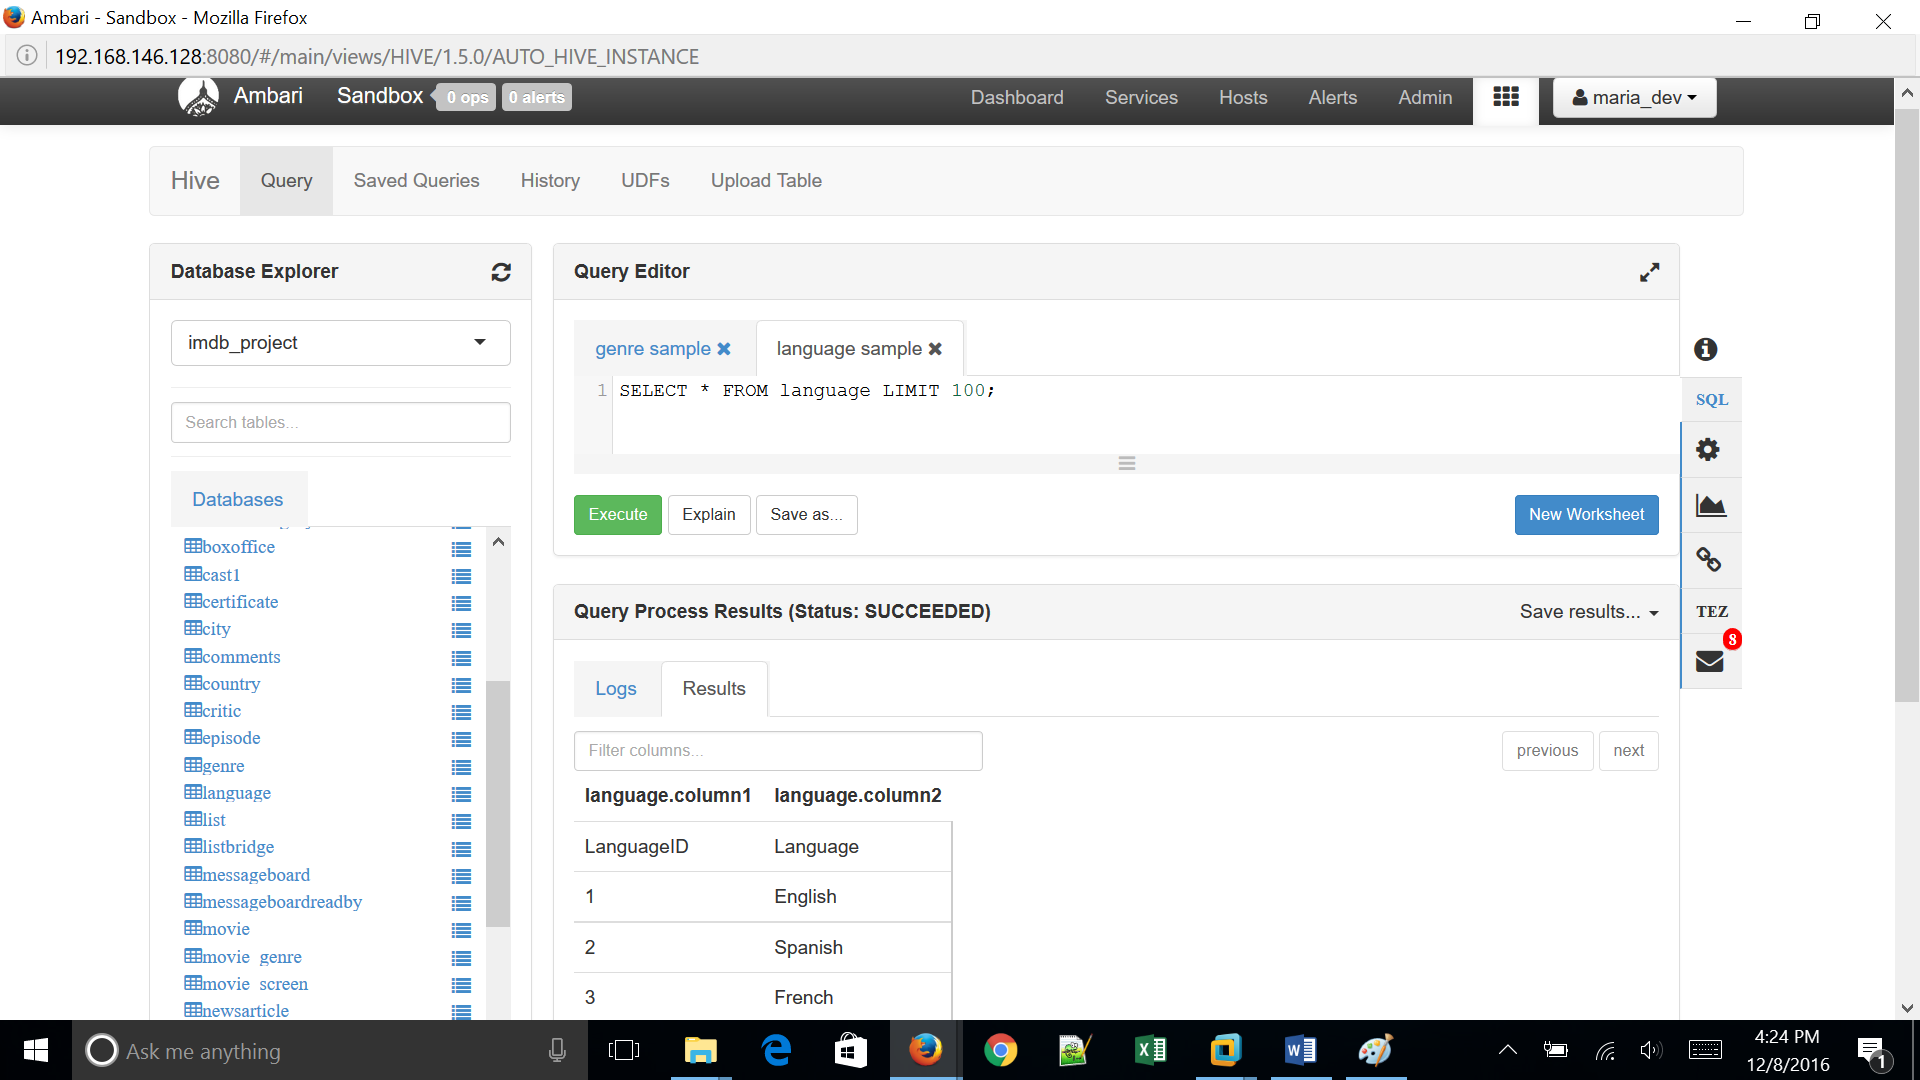 Ambari - Sandbox - Mozilla Firefox
192.168.146.128:8080/#/main/views/HIVE/1.5.0/AUTO_HIVE_INSTANCE
Ambari Sandbox 0 ops 0 alerts Dashboard Services Hosts Alerts Admin maria_dev
Hive Query Saved Queries History UDFs Upload Table
Database Explorer
imdb_project
Search tables...
Databases
boxoffice
cast1
certificate
city
comments
country
critic
episode
genre
language
list
listbridge
messageboard
messageboardreadby
movie
movie_genre
movie_screen
newsarticle
Query Editor
genre sample language sample
1 SELECT * FROM language LIMIT 100;
Execute Explain Save as... New Worksheet
SQL
TEZ
8
Query Process Results (Status: SUCCEEDED) Save results...
Logs Results
Filter columns... previous next
language.column1 language.column2
LanguageID Language
1 English
2 Spanish
3 French
Ask me anything
4:24 PM
12/8/2016
1